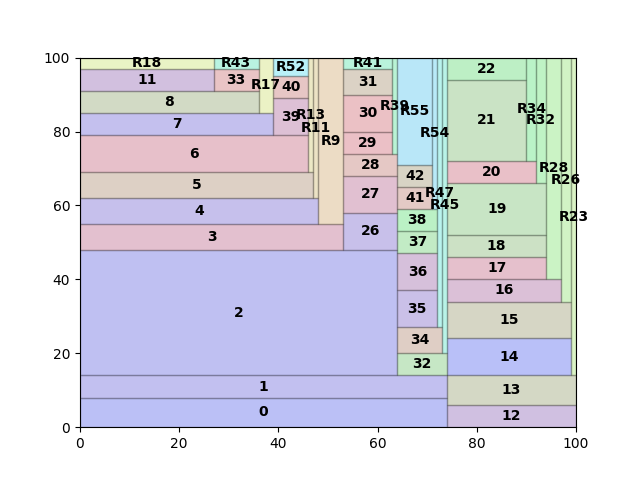 100 R18 R43 R52 R41 22
11 33 R17 40 31
8 39 R13 30 R39 R55 21 R34
80 7 R11 R9 29 R54 R32
6 28 42 20 R28
5 27 41 R47 R26
60 4 26 38 R45 19 R23
3 37 18
40 36 17
2 35 16
34 15
20 32 14
1 13
0 0 12
0 20 40 60 80 100